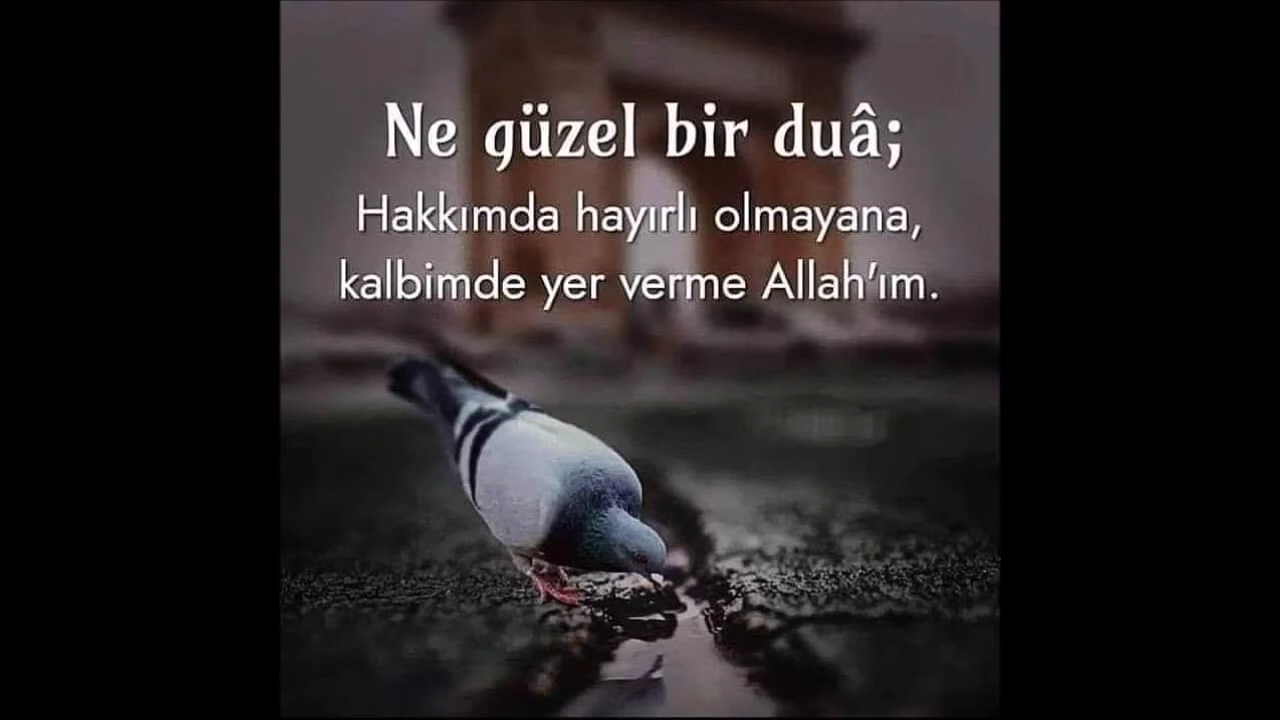 Ne güzel bir duâ;
Hakkımda hayırlı olmayana,
kalbimde yer verme Allah'ım.